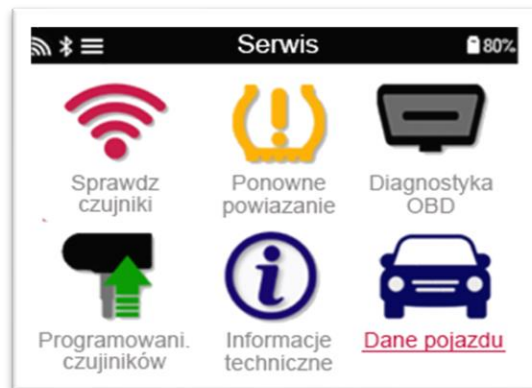 Serwis
80%
Sprawdz
czujniki
Ponowne
powiazanie
Diagnostyka
OBD
Programowani.
czujiników
Informacje
techniczne
Dane pojazdu